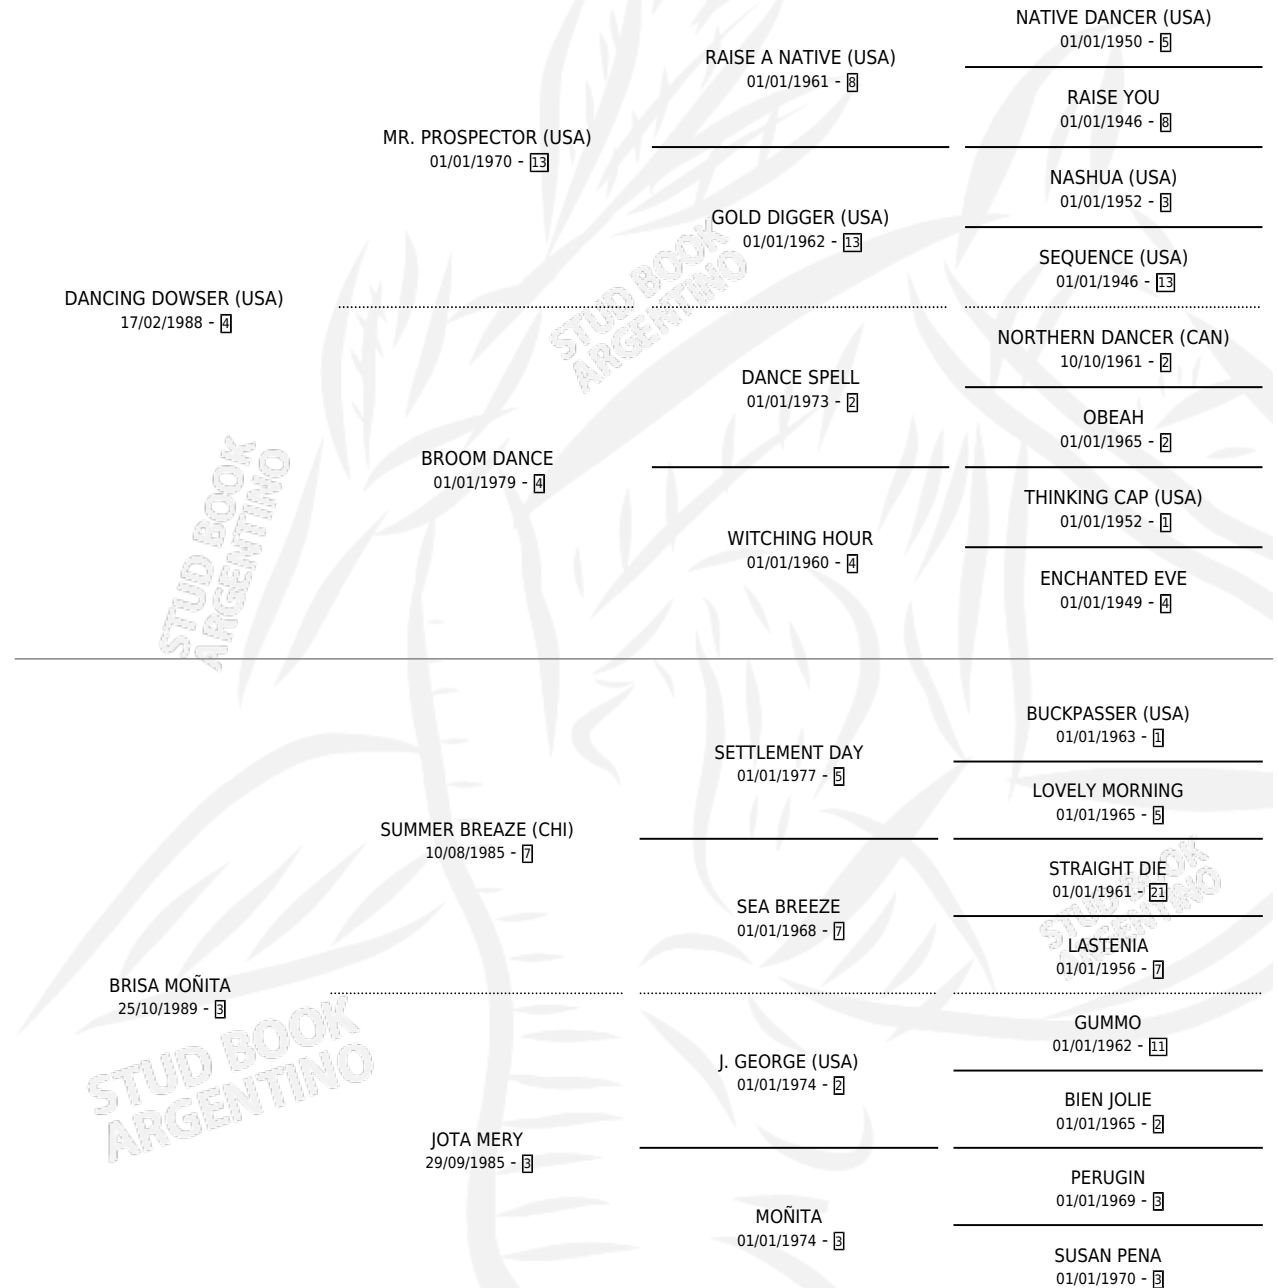 NATIVE DANCER (USA)
01/01/1950 - 5
RAISE A NATIVE (USA)
01/01/1961 - 8
RAISE YOU
01/01/1946 - 8
MR. PROSPECTOR (USA)
01/01/1970 - 13
NASHUA (USA)
01/01/1952 - 3
GOLD DIGGER (USA)
01/01/1962 - 13
SEQUENCE (USA)
01/01/1946 - 13
DANCING DOWSER (USA)
17/02/1988 - 4
STUD BOOK
ARGENTINO
NORTHERN DANCER (CAN)
10/10/1961 - 2
DANCE SPELL
01/01/1973 - 2
OBEAH
01/01/1965 - 2
BROOM DANCE
01/01/1979 - 4
THINKING CAP (USA)
01/01/1952 - 1
WITCHING HOUR
01/01/1960 - 4
ENCHANTED EVE
01/01/1949 - 4
STUD BOOK
ARGENTINO
BUCKPASSER (USA)
01/01/1963 - 1
SETTLEMENT DAY
01/01/1977 - 5
LOVELY MORNING
01/01/1965 - 5
SUMMER BREAZE (CHI)
10/08/1985 - 7
STRAIGHT DIE
01/01/1961 - 21
SEA BREEZE
01/01/1968 - 7
STUD BOOK
ARGENTINO
LASTENIA
01/01/1956 - 7
BRISA MOÑITA
25/10/1989 - 3
STUD BOOK
ARGENTINO
GUMMO
01/01/1962 - 11
J. GEORGE (USA)
01/01/1974 - 2
BIEN JOLIE
01/01/1965 - 2
JOTA MERY
29/09/1985 - 3
PERUGIN
01/01/1969 - 3
MOÑITA
01/01/1974 - 3
SUSAN PENA
01/01/1970 - 3